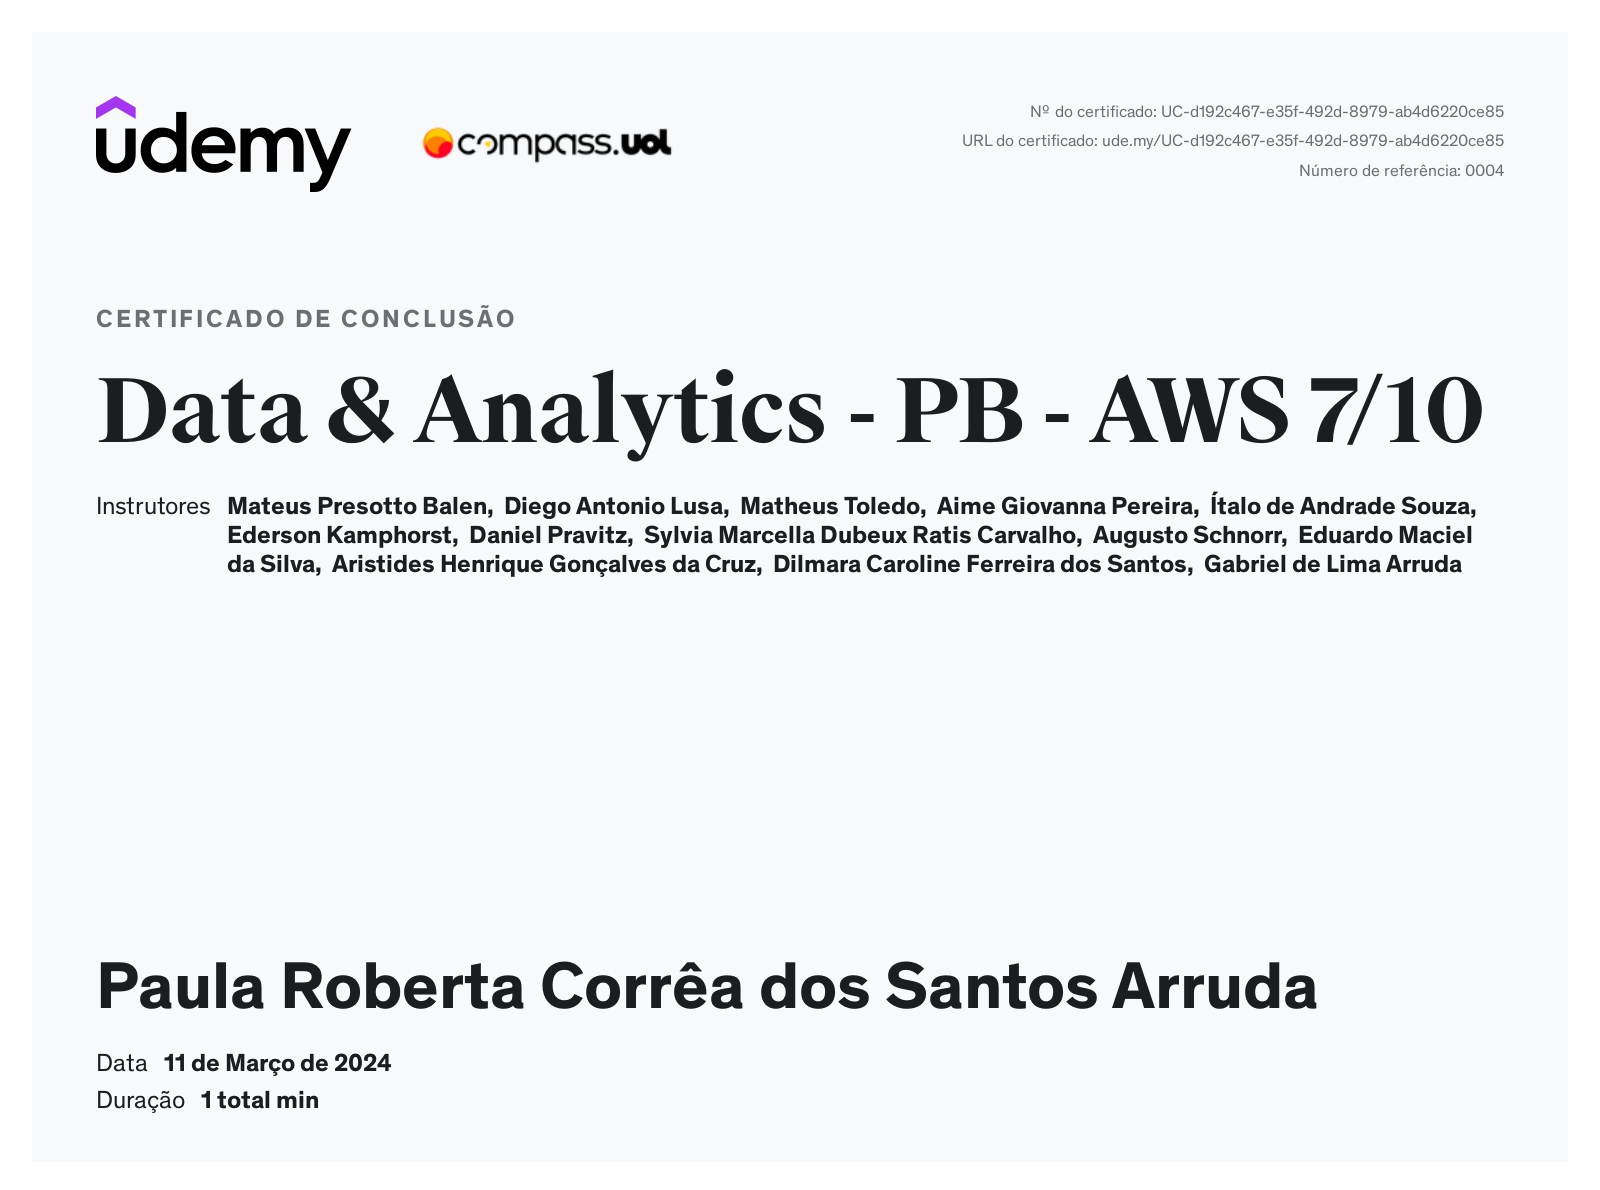 udemy
compass.uol
Nº do certificado: UC-d192c467-e35f-492d-8979-ab4d6220ce85
URL do certificado: ude.my/UC-d192c467-e35f-492d-8979-ab4d6220ce85
Número de referência: 0004
CERTIFICADO DE CONCLUSÃO
Data & Analytics - PB - AWS 7/10
Instrutores Mateus Presotto Balen, Diego Antonio Lusa, Matheus Toledo, Aime Giovanna Pereira, Ítalo de Andrade Souza,
Ederson Kamphorst, Daniel Pravitz, Sylvia Marcella Dubeux Ratis Carvalho, Augusto Schnorr, Eduardo Maciel
da Silva, Aristides Henrique Gonçalves da Cruz, Dilmara Caroline Ferreira dos Santos, Gabriel de Lima Arruda
Paula Roberta Corrêa dos Santos Arruda
Data 11 de Março de 2024
Duração 1 total min